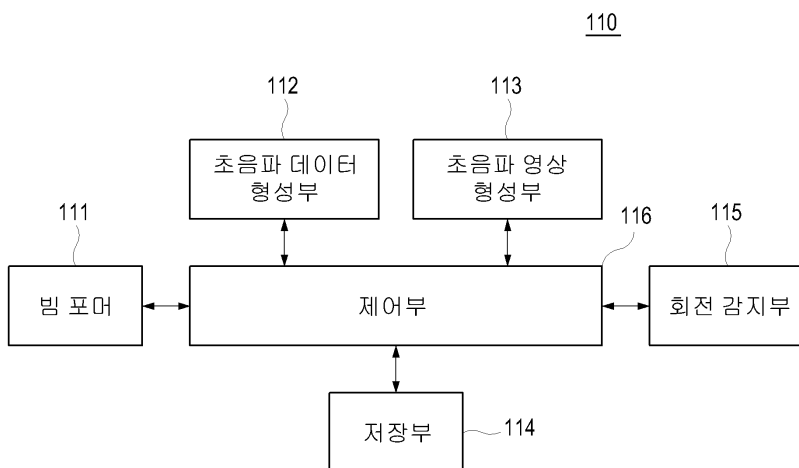 110
112
113
초음파 데이터
형성부
초음파 영상
형성부
111
116
115
빔 포머
제어부
회전 감지부
저장부
114